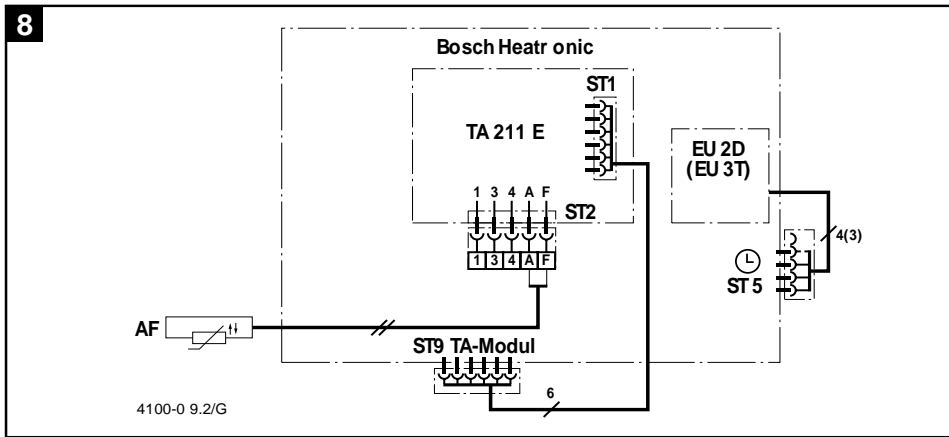 8
Bosch Heatr onic
ST1
TA 211 E
EU 2D
(EU 3T)
1 3 4 A F
ST2
4(3)
1 3 4 A F
ST 5
AF
ST9 TA-Modul
6
4100-0 9.2/G